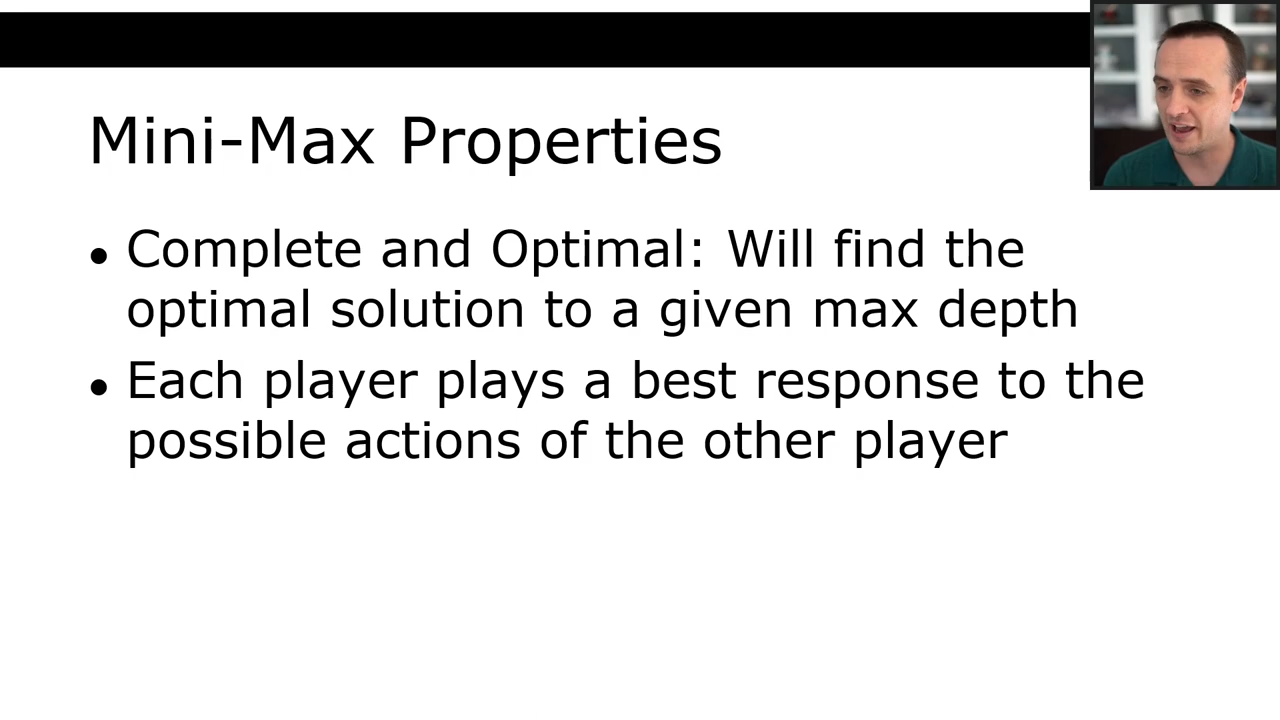 Mini-Max Properties
• Complete and Optimal: Will find the
optimal solution to a given max depth
• Each player plays a best response to the
possible actions of the other player